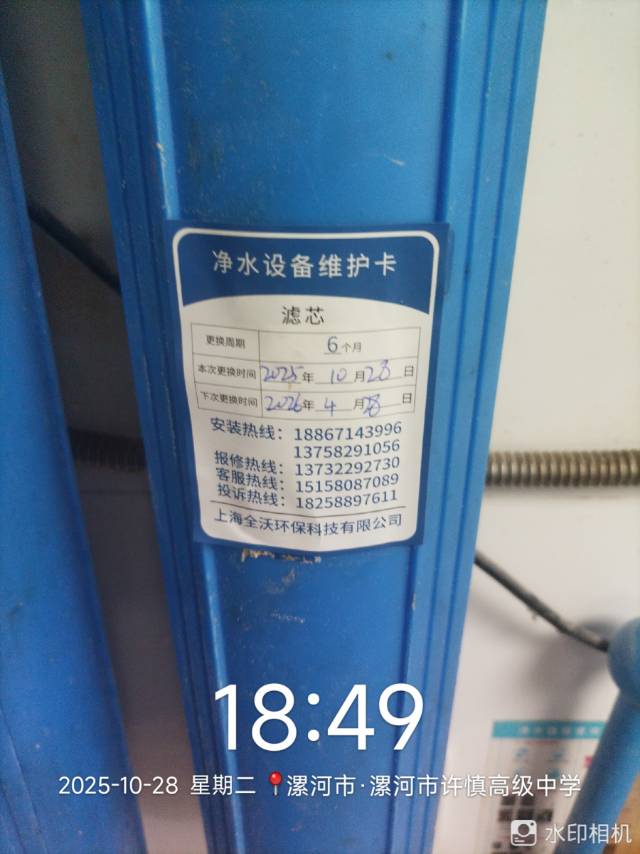 净水设备维护卡
滤芯
更换周期 6个月
本次更换时间 2025年 10月28日
下次更换时间 2026年 4月28日
安装热线：18867143996
13758291056
报修热线：13732292730
客服热线：15158087089
投诉热线：18258897611
上海全沃环保科技有限公司
18:49
2025-10-28 星期二 漯河市·漯河市许慎高级中学
水印相机